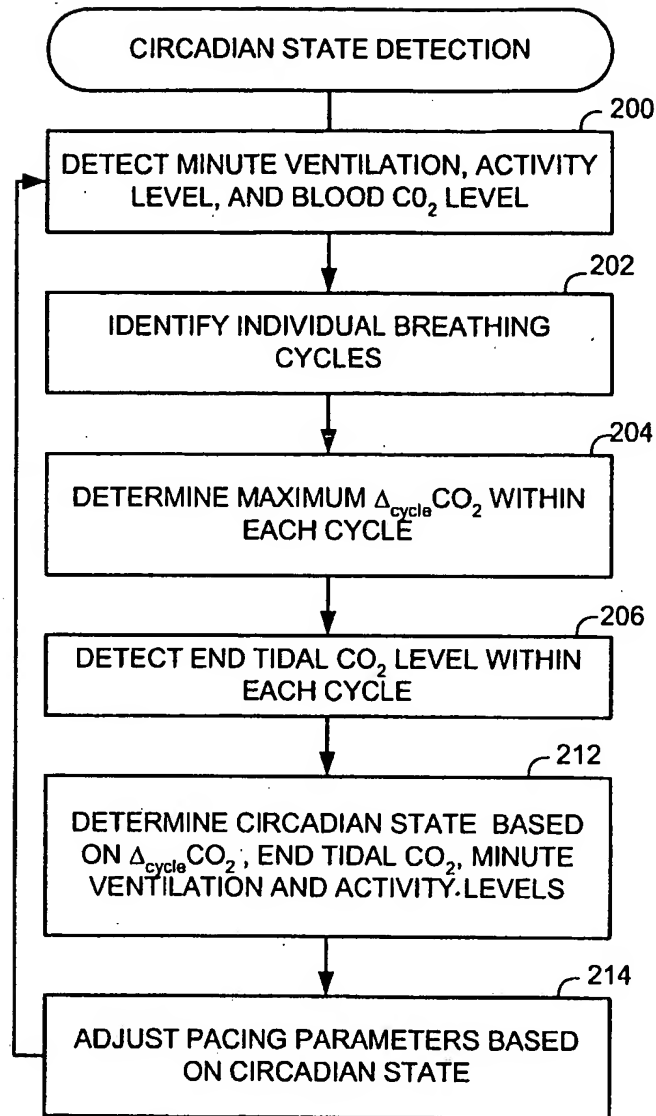 CIRCADIAN STATE DETECTION
200
DETECT MINUTE VENTILATION, ACTIVITY
LEVEL, AND BLOOD C0₂ LEVEL
202
IDENTIFY INDIVIDUAL BREATHING
CYCLES
204
DETERMINE MAXIMUM Δcycle CO₂ WITHIN
EACH CYCLE
206
DETECT END TIDAL CO₂ LEVEL WITHIN
EACH CYCLE
212
DETERMINE CIRCADIAN STATE BASED
ON Δcycle CO₂, END TIDAL CO₂, MINUTE
VENTILATION AND ACTIVITY LEVELS
214
ADJUST PACING PARAMETERS BASED
ON CIRCADIAN STATE